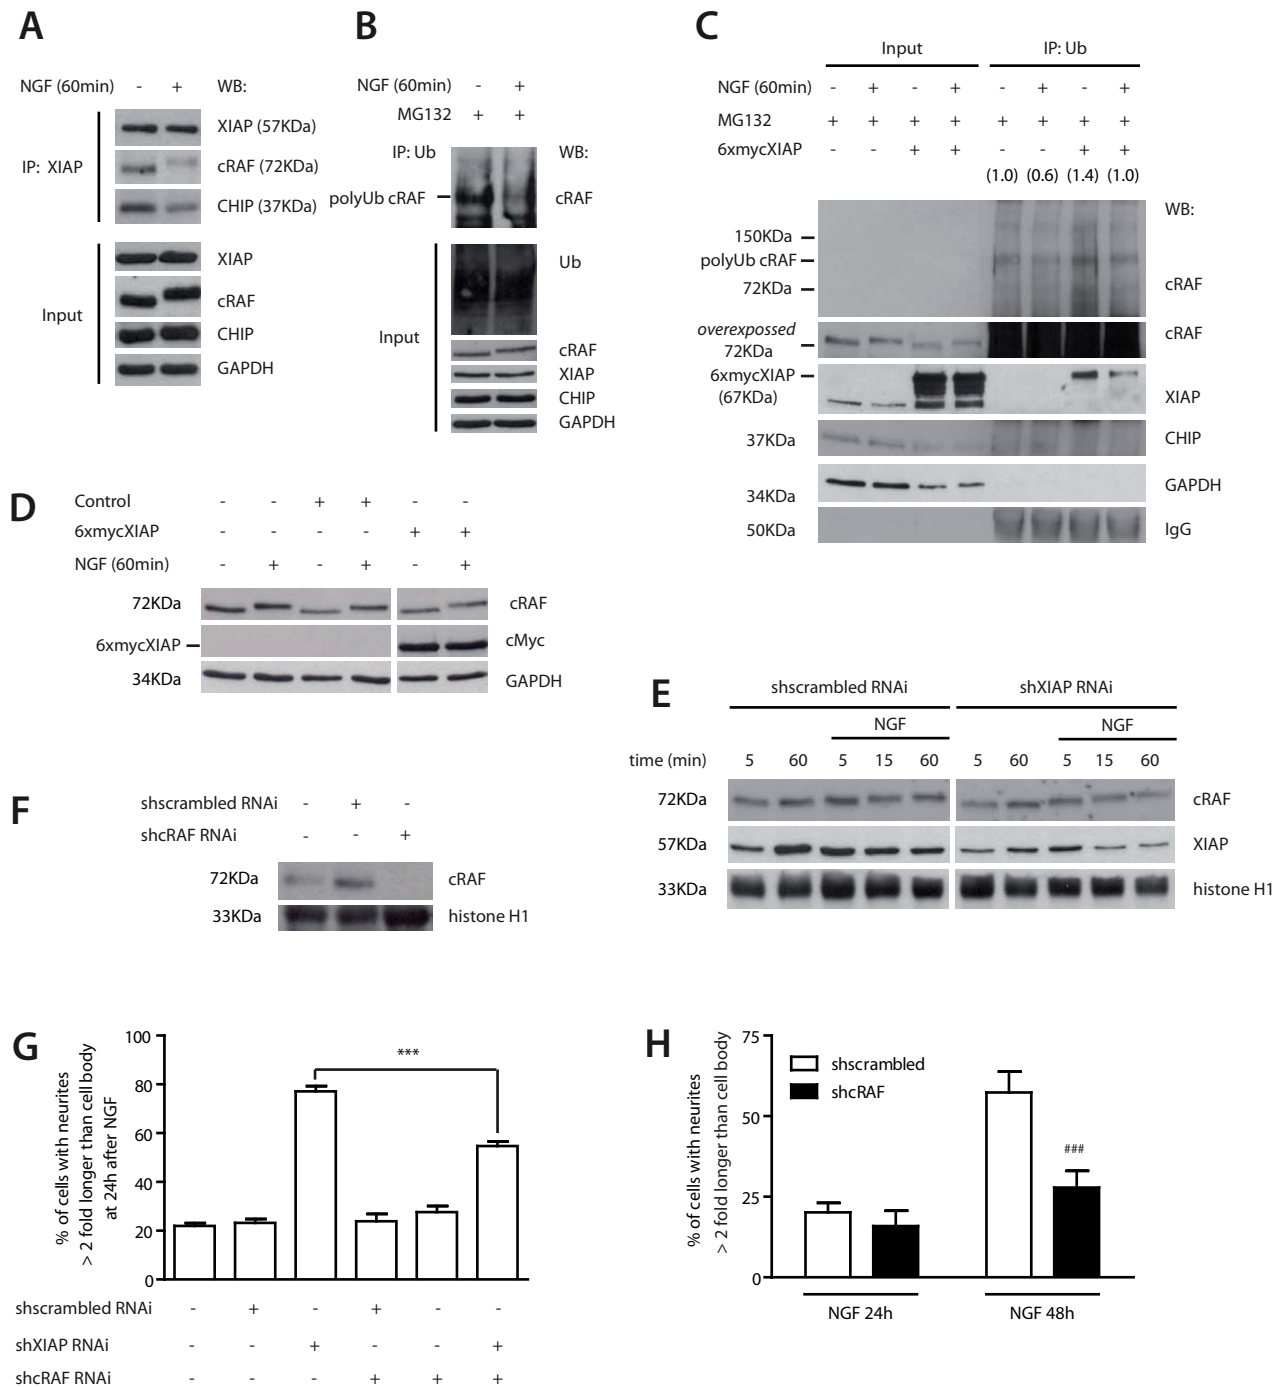 A
NGF (60min) - + WB:
IP: XIAP
XIAP (57KDa)
cRAF (72KDa)
CHIP (37KDa)
Input
XIAP
cRAF
CHIP
GAPDH
B
NGF (60min) - +
MG132 + +
IP: Ub WB:
polyUb cRAF cRAF
Ub
Input
cRAF
XIAP
CHIP
GAPDH
C
Input IP: Ub
NGF (60min) - + - + - + - +
MG132 + + + + + + + +
6xmycXIAP - - + + - - + +
(1.0) (0.6) (1.4) (1.0)
WB:
150KDa
polyUb cRAF
72KDa
cRAF
overexpossed
72KDa
cRAF
6xmycXIAP
(67KDa)
XIAP
37KDa CHIP
34KDa GAPDH
50KDa IgG
D
Control - - + + - -
6xmycXIAP - - - - + +
NGF (60min) - + - + - +
72KDa cRAF
6xmycXIAP cMyc
34KDa GAPDH
E
shscrambled RNAi shXIAP RNAi
NGF NGF
time (min) 5 60 5 15 60 5 60 5 15 60
72KDa cRAF
57KDa XIAP
33KDa histone H1
F
shscrambled RNAi - + -
shcRAF RNAi - - +
72KDa cRAF
33KDa histone H1
G
% of cells with neurites
> 2 fold longer than cell body
at 24h after NGF
100
80
60
40
20
0
***
shscrambled RNAi - + - + - -
shXIAP RNAi - - + - - +
shcRAF RNAi - - - + + +
H
% of cells with neurites
> 2 fold longer than cell body
75
50
25
0
shscrambled
shcRAF
###
NGF 24h NGF 48h